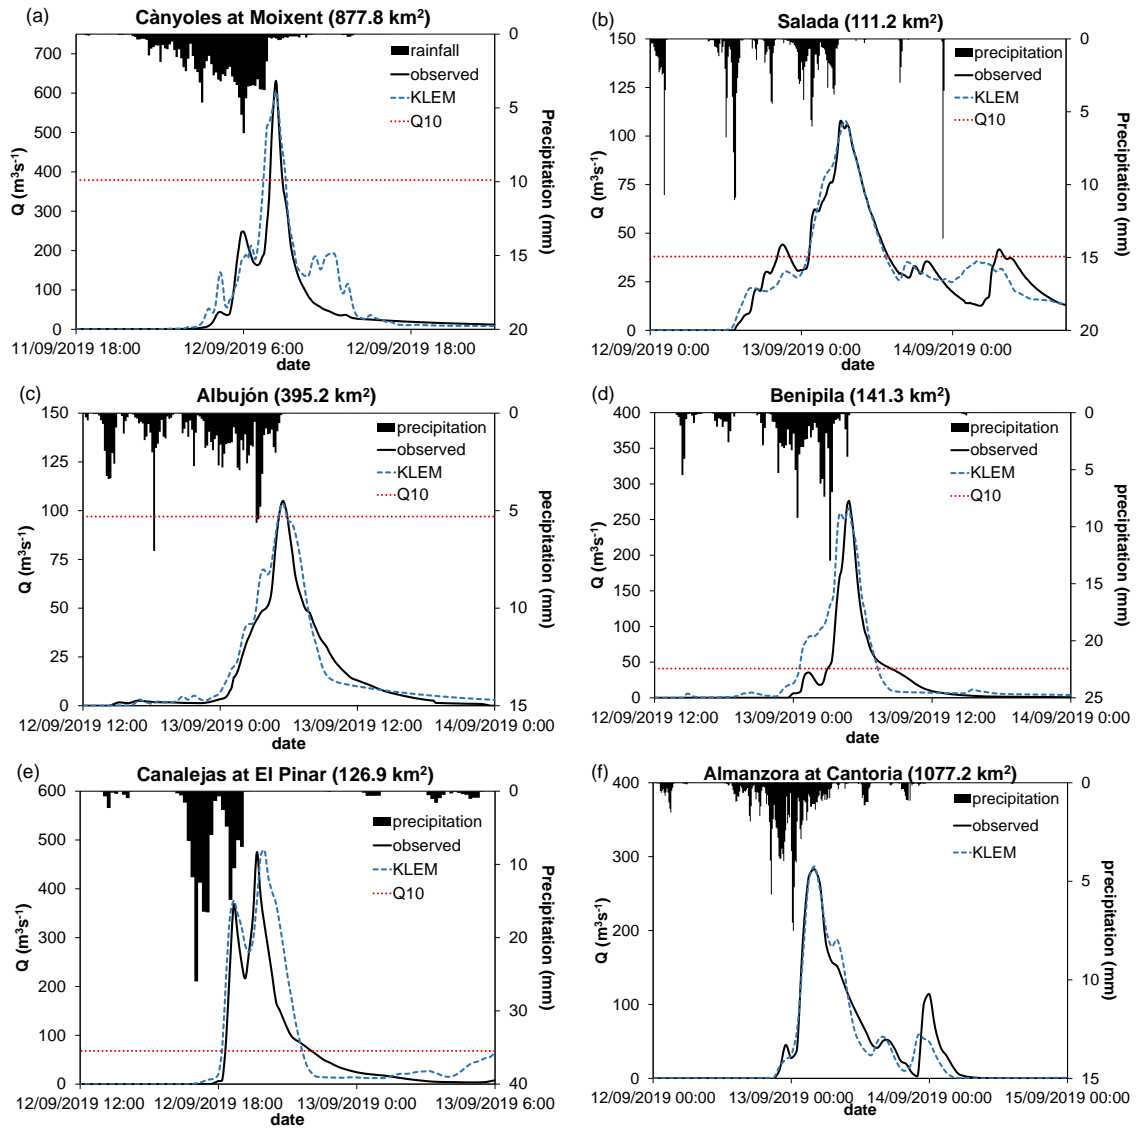 (a)
Cànyoles at Moixent (877.8 km²)
750
700
600
500
400
300
200
100
0
Q (m³s⁻¹)
0
5
10
15
20
Precipitation (mm)
rainfall
observed
KLEM
Q10
11/09/2019 18:00
12/09/2019 6:00
12/09/2019 18:00
date
(b)
Salada (111.2 km²)
150
125
100
75
50
25
0
Q (m³s⁻¹)
0
5
10
15
20
Precipitation (mm)
precipitation
observed
KLEM
Q10
12/09/2019 0:00
13/09/2019 0:00
14/09/2019 0:00
date
(c)
Albujón (395.2 km²)
150
125
100
75
50
25
0
Q (m³s⁻¹)
0
5
10
15
pecipitation (mm)
precipitation
observed
KLEM
Q10
12/09/2019 12:00
13/09/2019 0:00
13/09/2019 12:00
14/09/2019 0:00
date
(d)
Benipila (141.3 km²)
400
350
300
250
200
150
100
50
0
Q (m³s⁻¹)
0
5
10
15
20
25
precipitation (mm)
precipitation
observed
KLEM
Q10
12/09/2019 12:00
13/09/2019 0:00
13/09/2019 12:00
14/09/2019 0:00
date
(e)
Canalejas at El Pinar (126.9 km²)
600
500
400
300
200
100
0
Q (m³s⁻¹)
0
10
20
30
40
Precipitation (mm)
precipitation
observed
KLEM
Q10
12/09/2019 12:00
12/09/2019 18:00
13/09/2019 0:00
13/09/2019 6:00
date
(f)
Almanzora at Cantoria (1077.2 km²)
400
300
200
100
0
Q (m³s⁻¹)
0
5
10
15
precipitation (mm)
precipitation
observed
KLEM
12/09/2019 00:00
13/09/2019 00:00
14/09/2019 00:00
15/09/2019 00:00
date